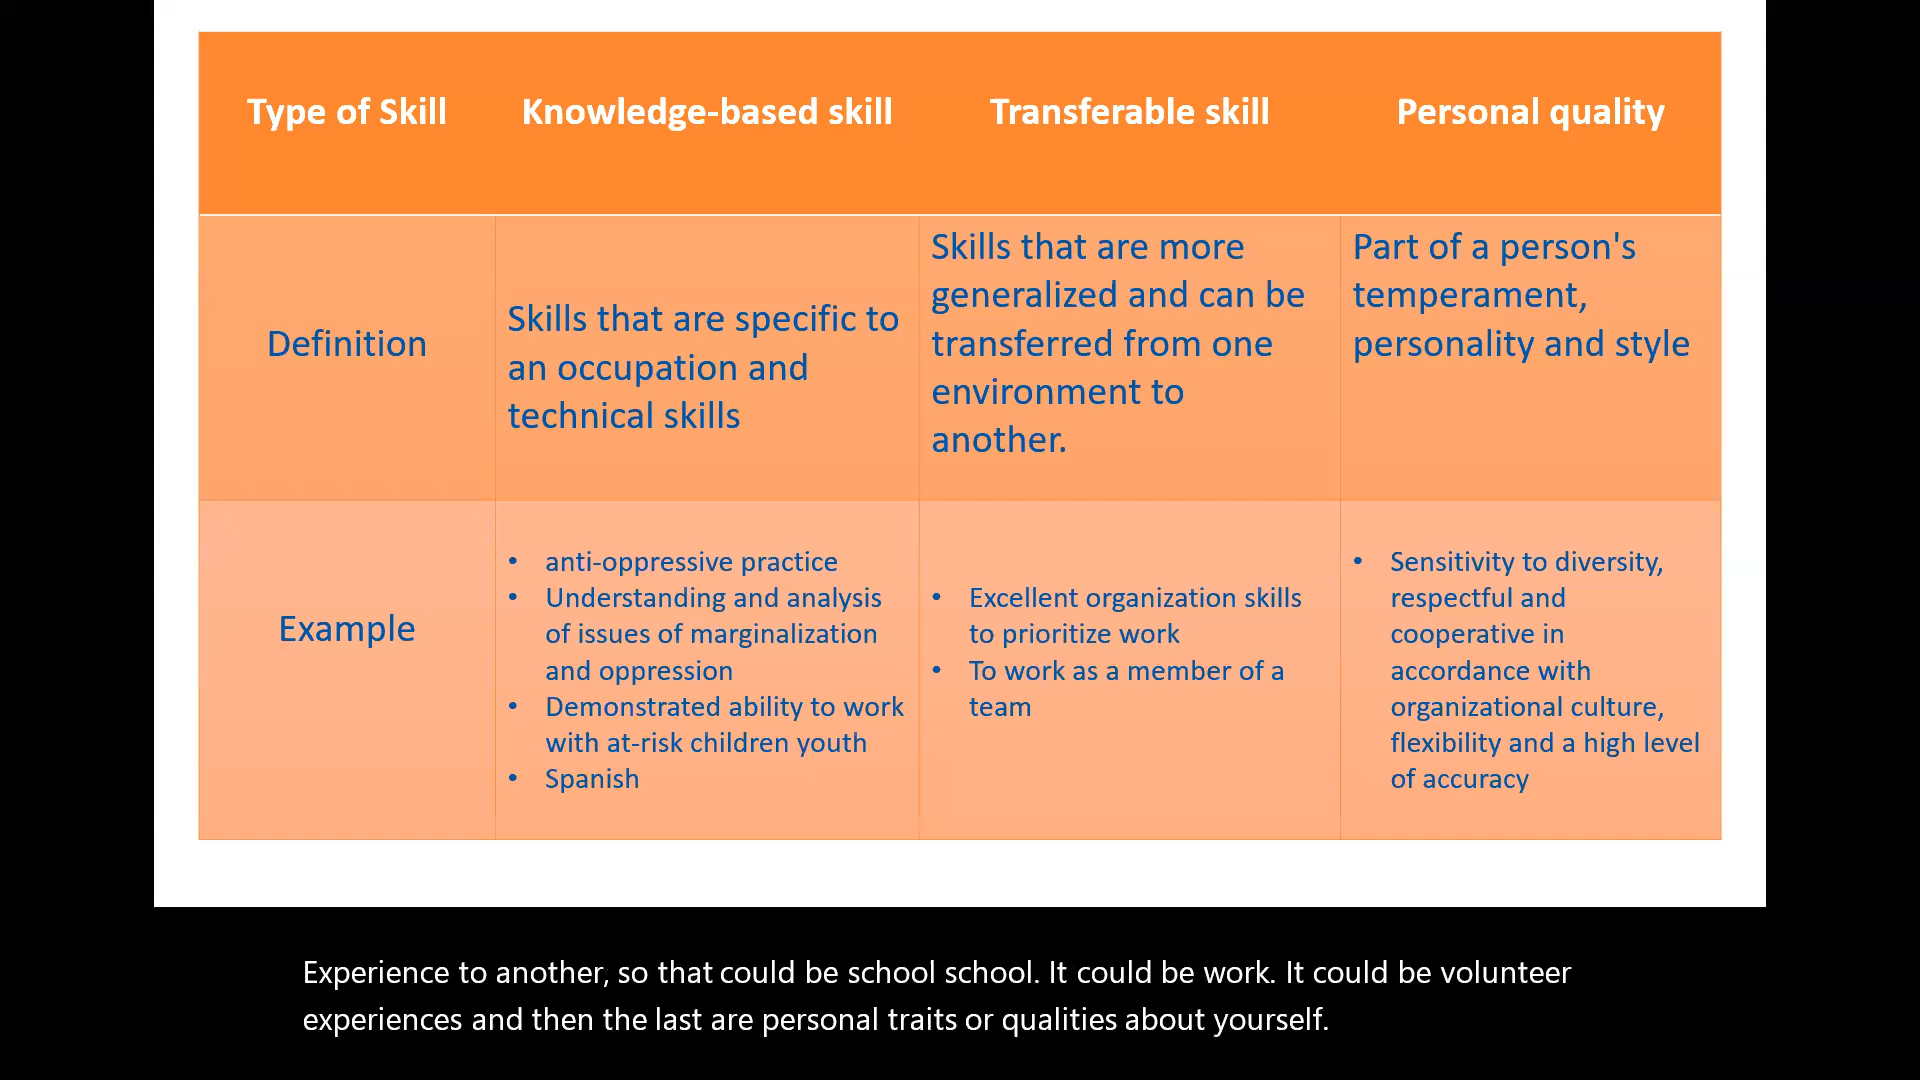 Type of Skill
Knowledge-based skill
Transferable skill
Personal quality
Definition
Skills that are specific to
an occupation and
technical skills
Skills that are more
generalized and can be
transferred from one
environment to
another.
Part of a person's
temperament,
personality and style
Example
• anti-oppressive practice
• Understanding and analysis
of issues of marginalization
and oppression
• Demonstrated ability to work
with at-risk children youth
• Spanish
• Excellent organization skills
to prioritize work
• To work as a member of a
team
• Sensitivity to diversity,
respectful and
cooperative in
accordance with
organizational culture,
flexibility and a high level
of accuracy
Experience to another, so that could be school school. It could be work. It could be volunteer
experiences and then the last are personal traits or qualities about yourself.